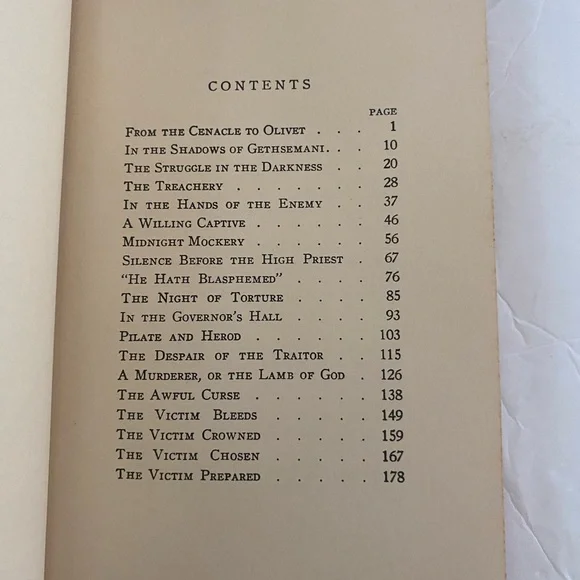 CONTENTS
PAGE
FROM THE CENACLE TO OLIVET . . . 1
IN THE SHADOWS OF GETHSEMANI. . . 10
THE STRUGGLE IN THE DARKNESS . . 20
THE TREACHERY . . . . . . . 28
IN THE HANDS OF THE ENEMY . . 37
A WILLING CAPTIVE . . . . . 46
MIDNIGHT MOCKERY . . . . . . 56
SILENCE BEFORE THE HIGH PRIEST . 67
"HE HATH BLASPHEMED" . . . . 76
THE NIGHT OF TORTURE . . . . 85
IN THE GOVERNOR'S HALL . . . . 93
PILATE AND HEROD . . . . . . 103
THE DESPAIR OF THE TRAITOR . . 115
A MURDERER, OR THE LAMB OF GOD . 126
THE AWFUL CURSE . . . . . . 138
THE VICTIM BLEEDS . . . . . 149
THE VICTIM CROWNED . . . . . 159
THE VICTIM CHOSEN . . . . . 167
THE VICTIM PREPARED . . . . . 178